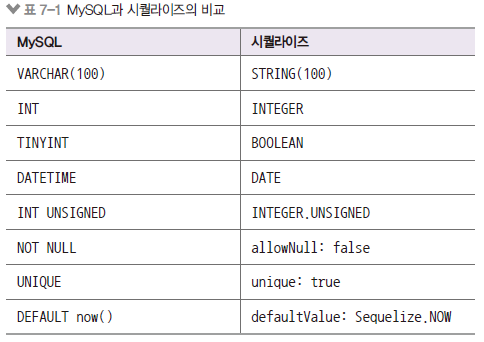 표 7-1 MySQL과 시퀄라이즈의 비교
MySQL 시퀄라이즈
VARCHAR(100) STRING(100)
INT INTEGER
TINYINT BOOLEAN
DATETIME DATE
INT UNSIGNED INTEGER.UNSIGNED
NOT NULL allowNull: false
UNIQUE unique: true
DEFAULT now() defaultValue: Sequelize.NOW